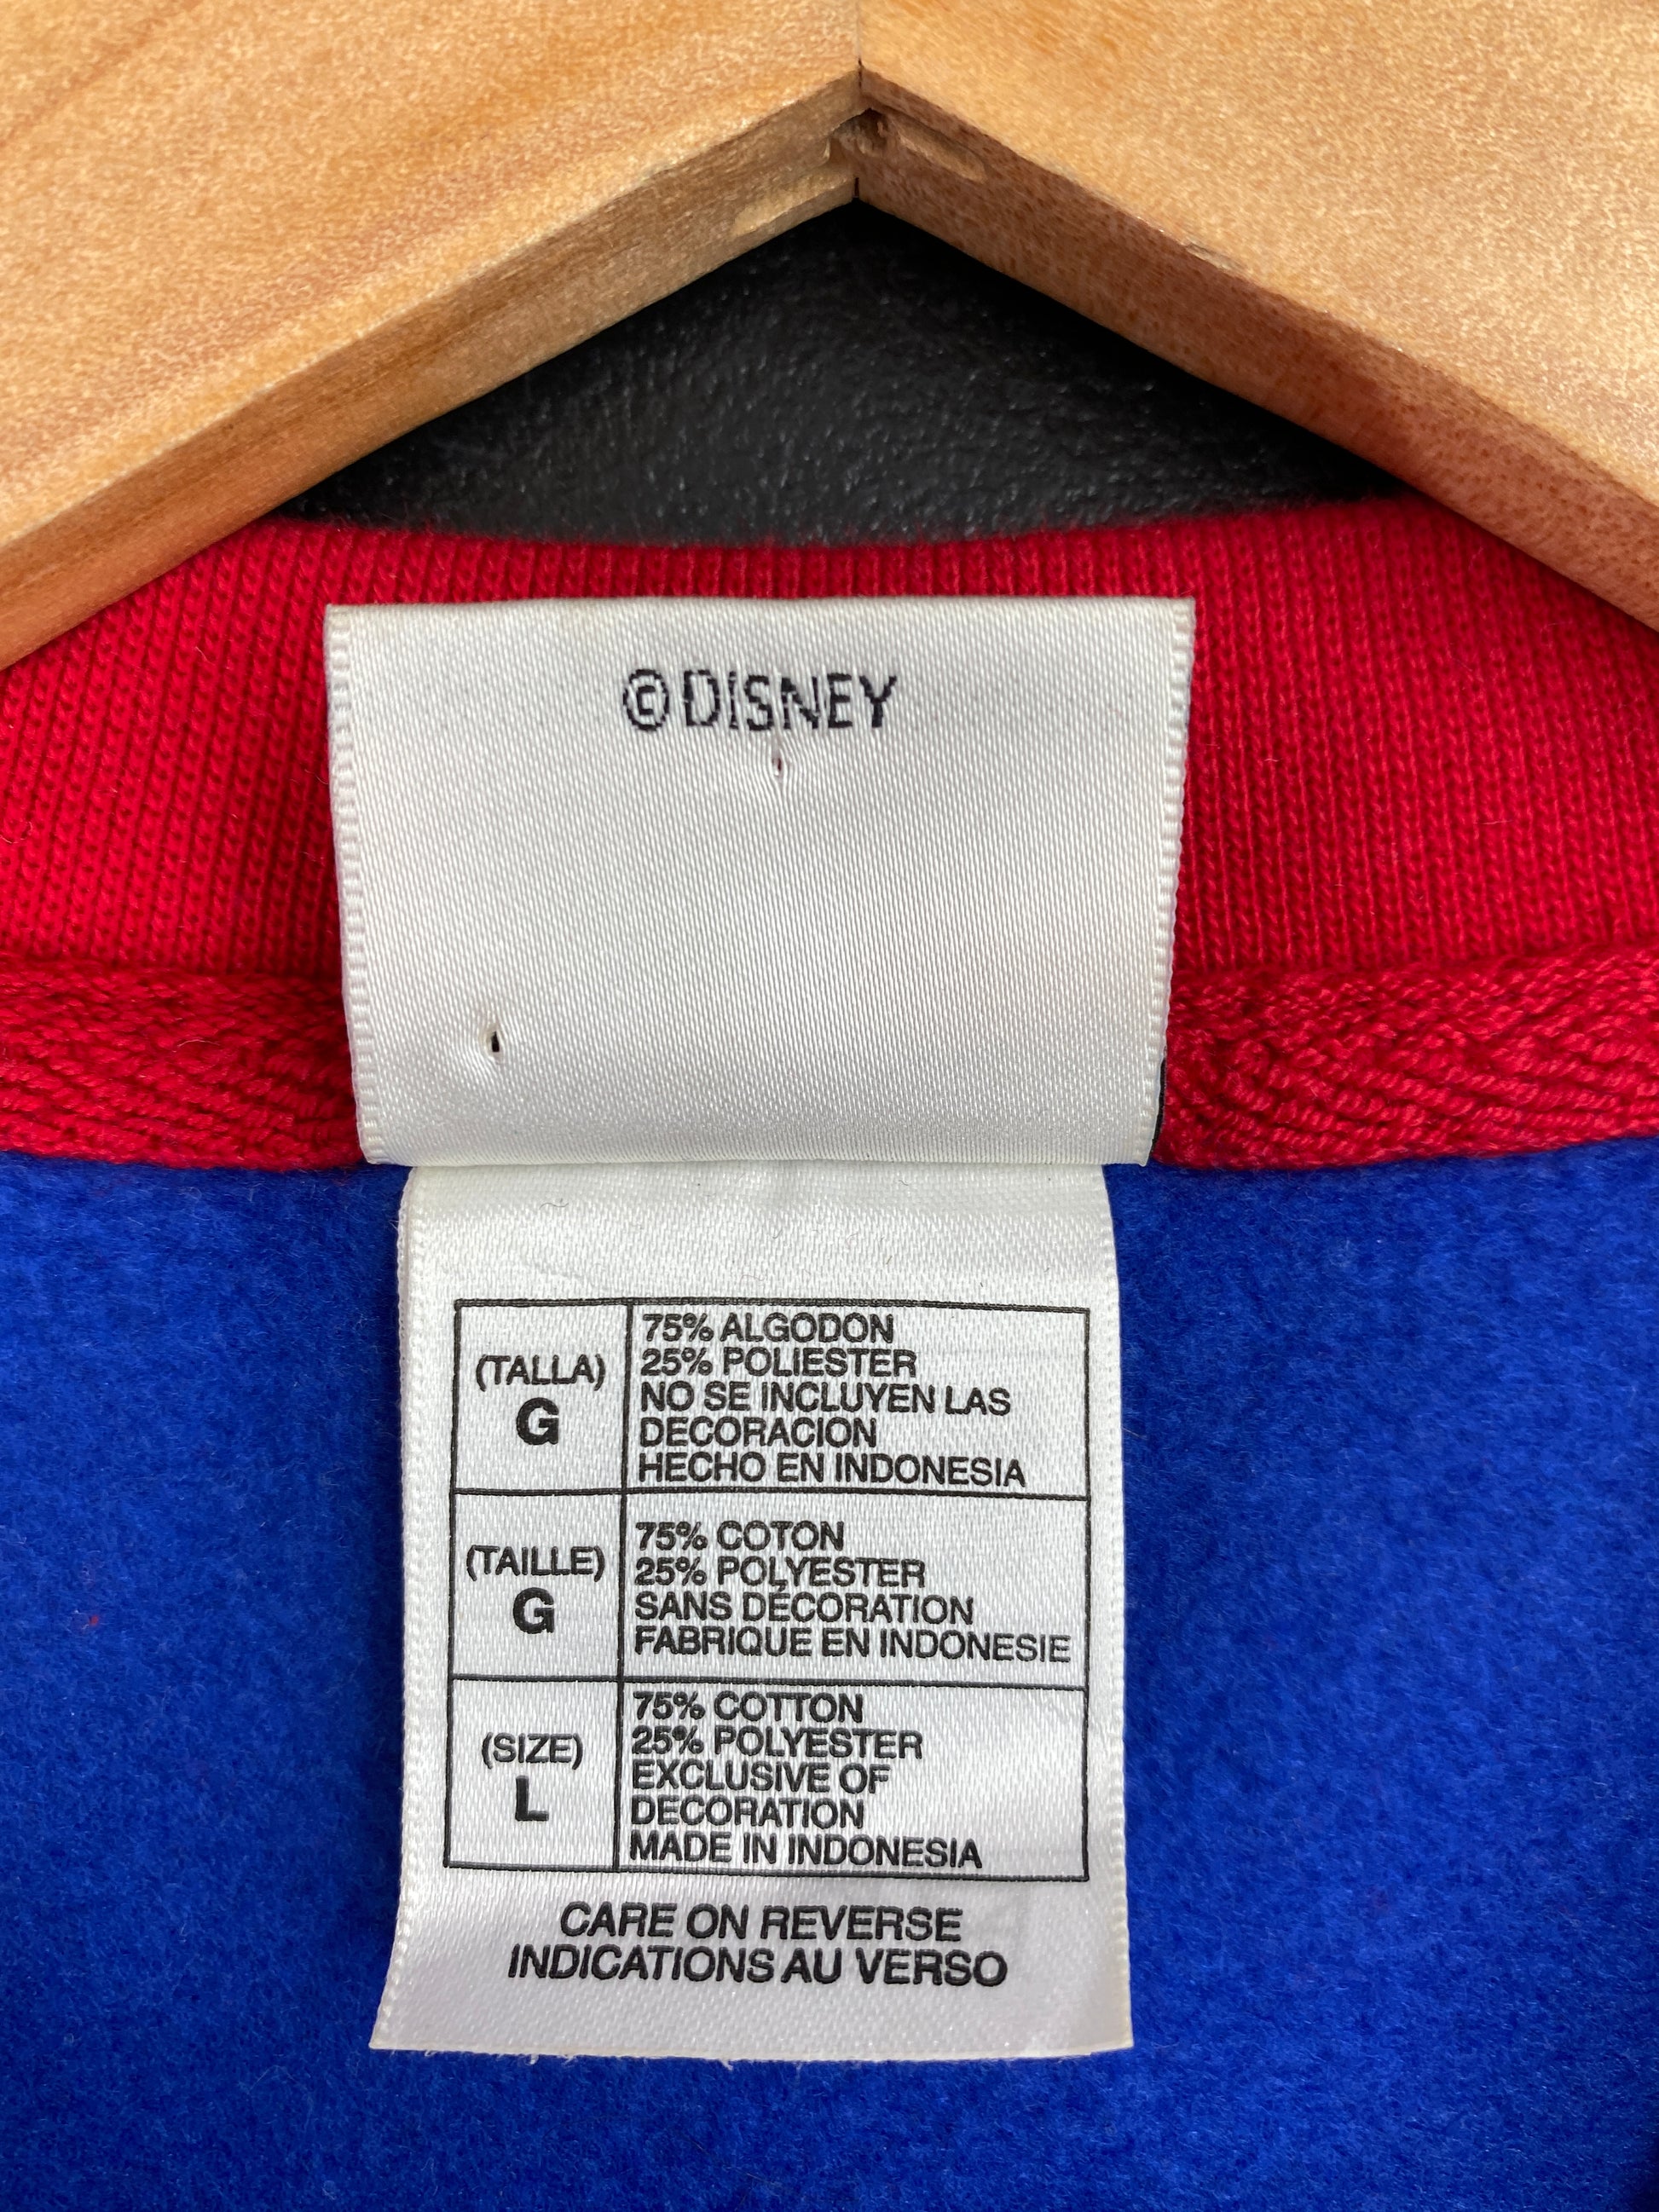 ©DISNEY
(TALLA)
G
75% ALGODON
25% POLIESTER
NO SE INCLUYEN LAS
DECORACION
HECHO EN INDONESIA
(TAILLE)
G
75% COTON
25% POLYESTER
SANS DÉCORATION
FABRIQUE EN INDONESIE
(SIZE)
L
75% COTTON
25% POLYESTER
EXCLUSIVE OF
DECORATION
MADE IN INDONESIA
CARE ON REVERSE
INDICATIONS AU VERSO